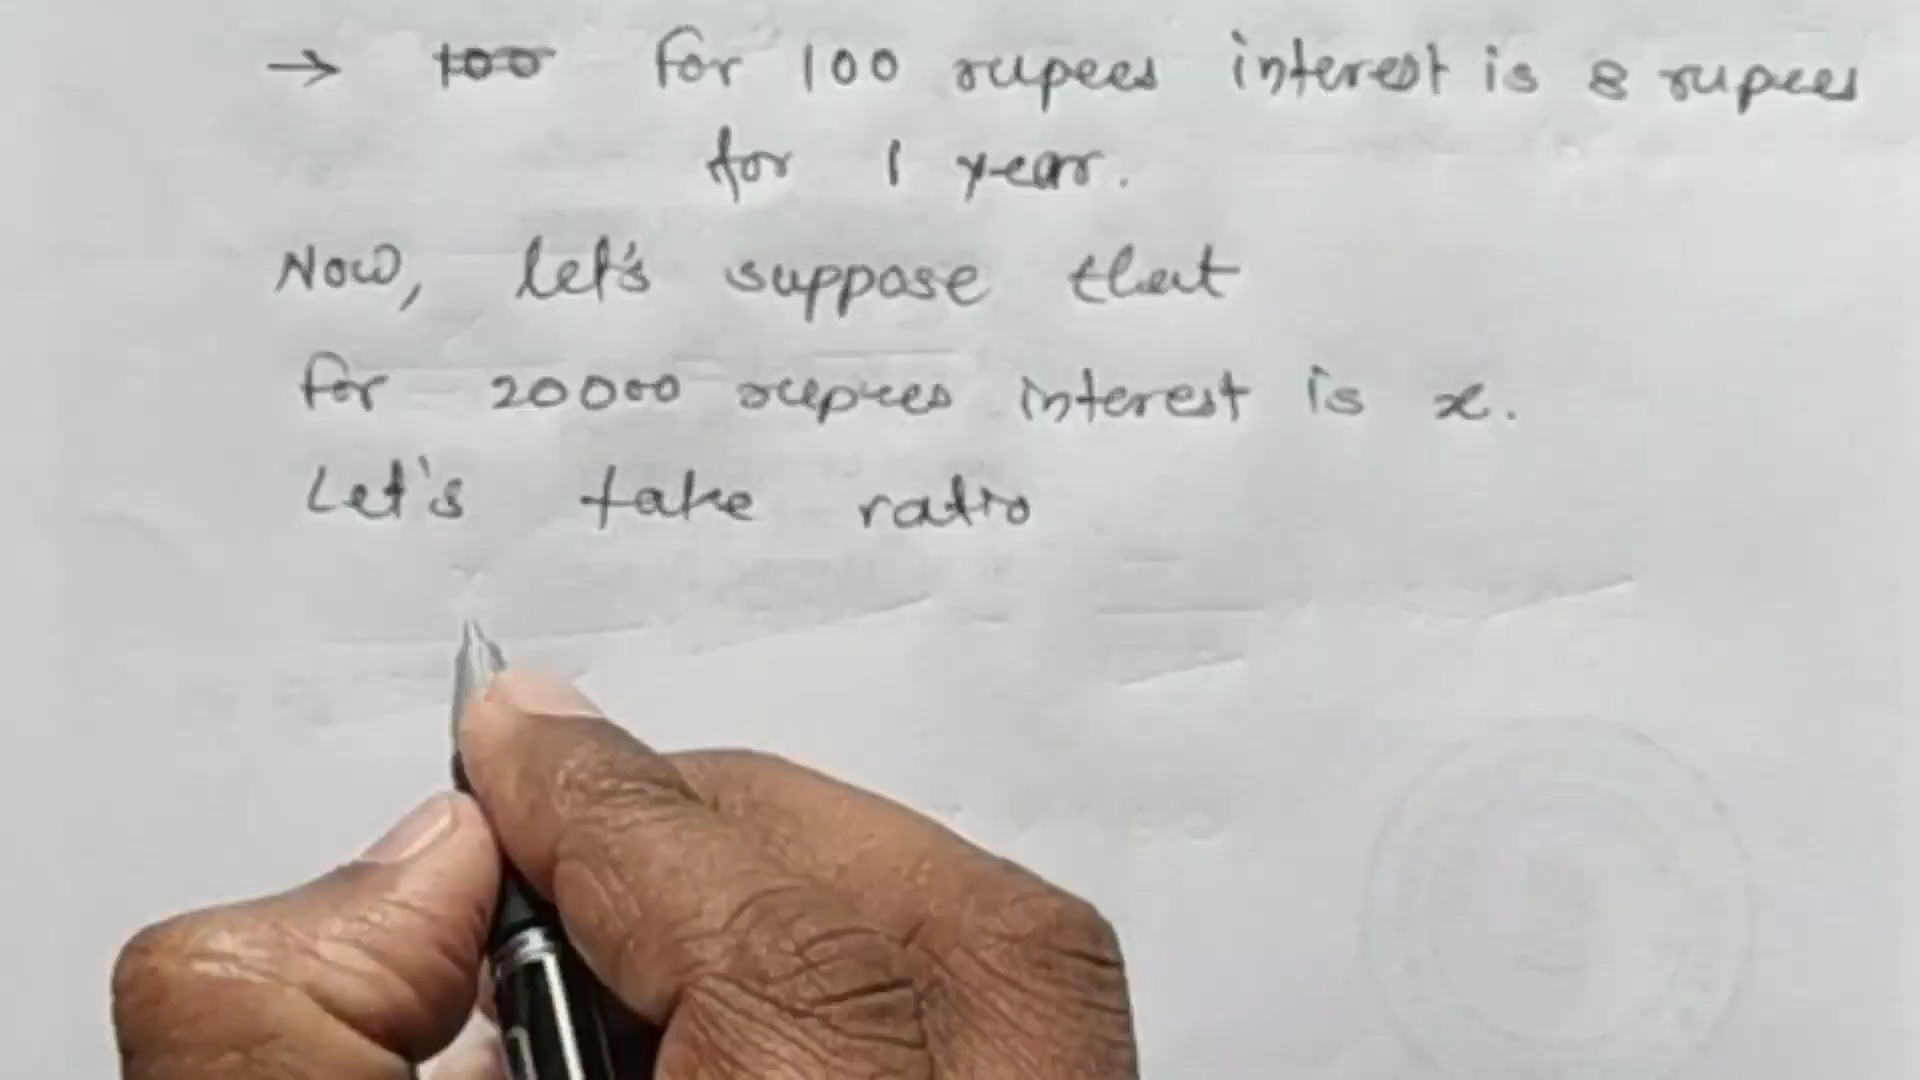 → 100 For 100 rupees interest is 8 rupees
for 1 year.
Now, let's suppose that
For 20000 rupees interest is x.
Let's take ratio